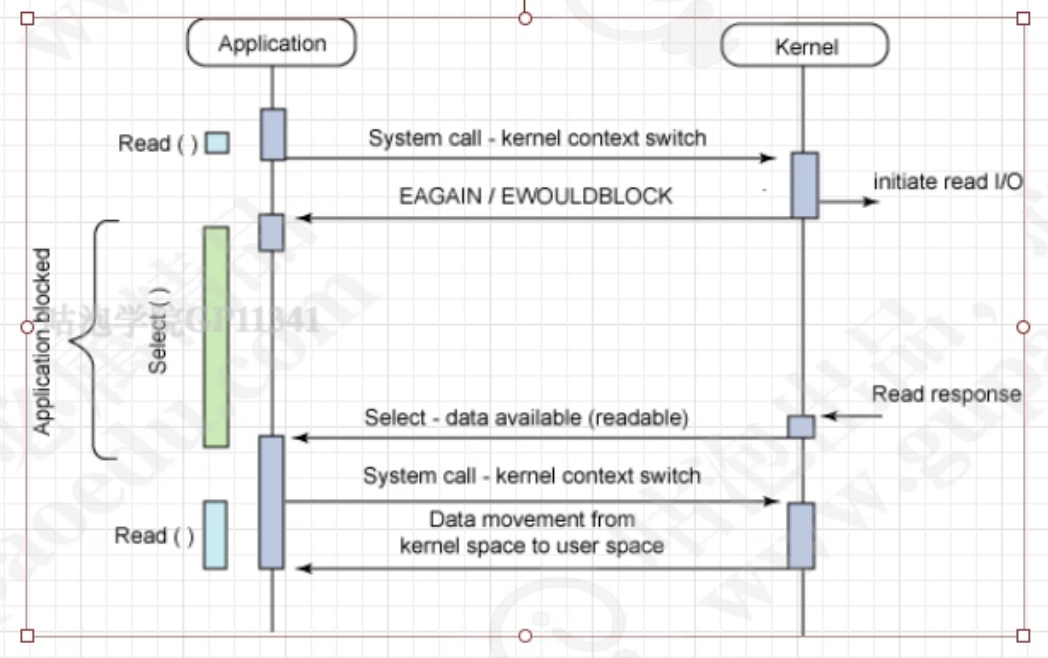 Application
Kernel
Read ( )
System call - kernel context switch
initiate read I/O
EAGAIN / EWOULDBLOCK
Application blocked
Select ( )
咕泡学院GP11341
Read response
Select - data available (readable)
System call - kernel context switch
Read ( )
Data movement from
kernel space to user space